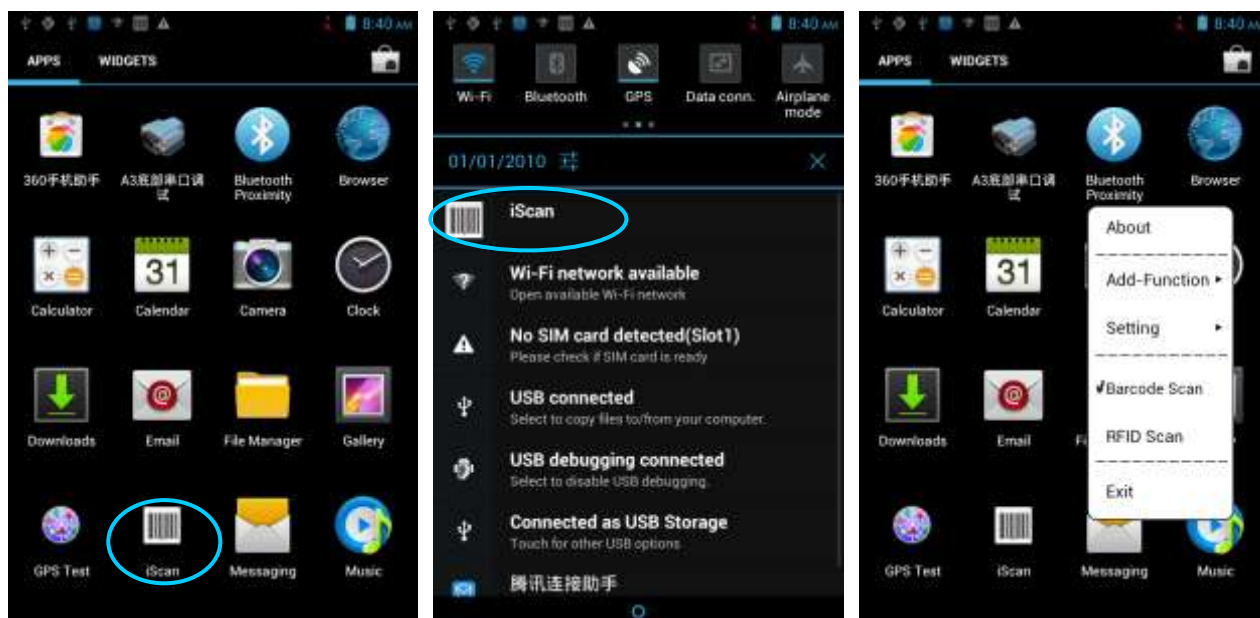 8:40 AM
APPS WIDGETS
360手机助手 A3底部串口调试 Bluetooth Proximity Browser
31
Calculator Calendar Camera Clock
Downloads Email File Manager Gallery
GPS Test iScan Messaging Music
8:40 AM
Wi-Fi Bluetooth GPS Data conn. Airplane mode
01/01/2010
iScan
Wi-Fi network available
Open available Wi-Fi network
No SIM card detected(Slot1)
Please check if SIM card is ready
USB connected
Select to copy files to/from your computer.
USB debugging connected
Select to disable USB debugging.
Connected as USB Storage
Touch for other USB options
腾讯连接助手
8:40 AM
APPS WIDGETS
360手机助手 A3底部串口调试 Bluetooth Proximity Browser
31
Calculator Calendar
Downloads Email
GPS Test iScan Messaging Music
About
Add-Function
Setting
Barcode Scan
RFID Scan
Exit